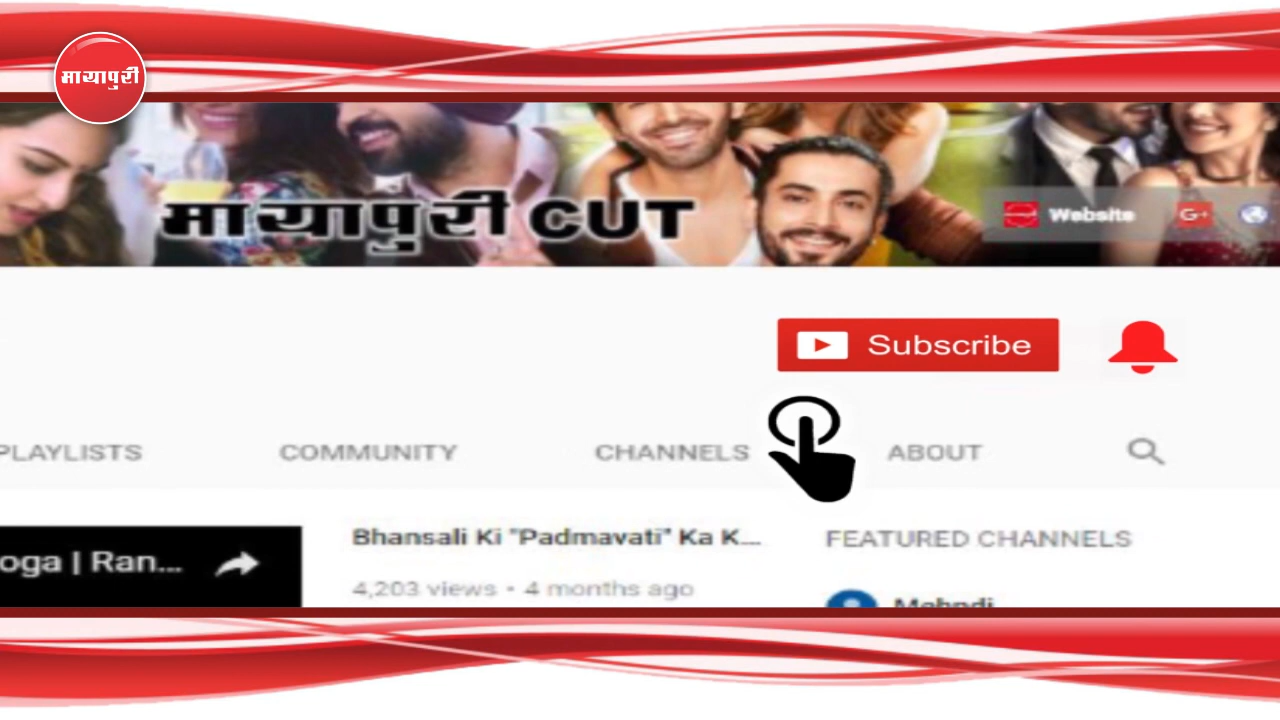 मायापुरी
मायापुरी CUT
Website
G+
Subscribe
PLAYLISTS
COMMUNITY
CHANNELS
ABOUT
Bhansali Ki "Padmavati" Ka K...
FEATURED CHANNELS
oga | Ran...
4,203 views • 4 months ago
Mehndi